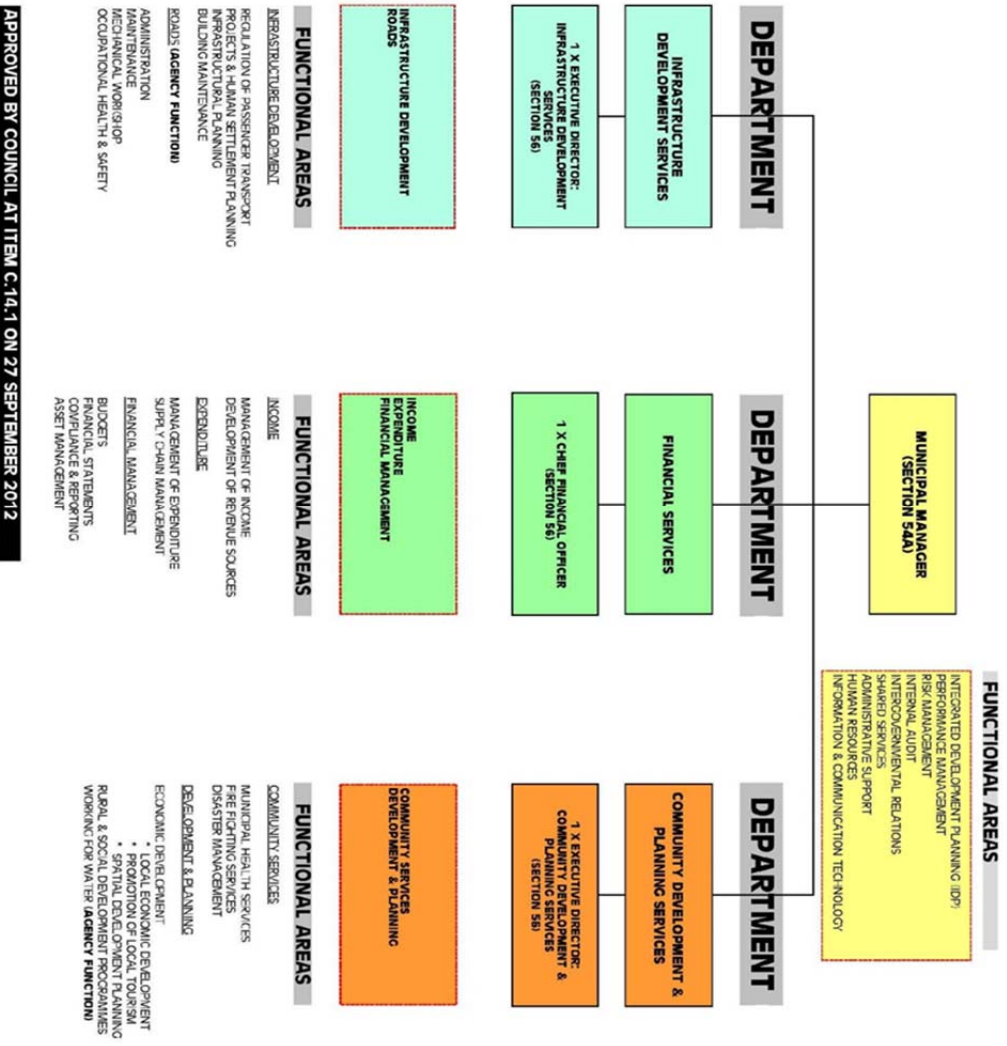 FUNCTIONAL AREAS
MUNICIPAL MANAGER
(SECTION 54A)
INTEGRATED DEVELOPMENT PLANNING (IDP)
PERFORMANCE MANAGEMENT
RISK MANAGEMENT
INTERNAL AUDIT
INTERGOVERNMENTAL RELATIONS
SHARED SERVICES
ADMINISTRATIVE SUPPORT
HUMAN RESOURCES
INFORMATION & COMMUNICATION TECHNOLOGY
DEPARTMENT
INFRASTRUCTURE
DEVELOPMENT SERVICES
1 X EXECUTIVE DIRECTOR:
INFRASTRUCTURE DEVELOPMENT
SERVICES
(SECTION 56)
INFRASTRUCTURE DEVELOPMENT
ROADS
FUNCTIONAL AREAS
INFRASTRUCTURE DEVELOPMENT
REGULATION OF PASSENGER TRANSPORT
PROJECTS & HUMAN SETTLEMENT PLANNING
INFRASTRUCTURAL PLANNING
BUILDING MAINTENANCE
ROADS (AGENCY FUNCTION)
ADMINISTRATION
MAINTENANCE
MECHANICAL WORKSHOP
OCCUPATIONAL HEALTH & SAFETY
DEPARTMENT
FINANCIAL SERVICES
1 X CHIEF FINANCIAL OFFICER
(SECTION 56)
INCOME
EXPENDITURE
FINANCIAL MANAGEMENT
FUNCTIONAL AREAS
INCOME
MANAGEMENT OF INCOME
DEVELOPMENT OF REVENUE SOURCES
EXPENDITURE
MANAGEMENT OF EXPENDITURE
SUPPLY CHAIN MANAGEMENT
FINANCIAL MANAGEMENT
BUDGETS
FINANCIAL STATEMENTS
COMPLIANCE & REPORTING
ASSET MANAGEMENT
DEPARTMENT
COMMUNITY DEVELOPMENT &
PLANNING SERVICES
1 X EXECUTIVE DIRECTOR:
COMMUNITY DEVELOPMENT &
PLANNING SERVICES
(SECTION 56)
COMMUNITY SERVICES
DEVELOPMENT & PLANNING
FUNCTIONAL AREAS
COMMUNITY SERVICES
MUNICIPAL HEALTH SERVICES
FIRE FIGHTING SERVICES
DISASTER MANAGEMENT
DEVELOPMENT & PLANNING
ECONOMIC DEVELOPMENT
* LOCAL ECONOMIC DEVELOPMENT
* PROMOTION OF LOCAL TOURISM
* SPATIAL DEVELOPMENT PLANNING
RURAL & SOCIAL DEVELOPMENT PROGRAMMES
WORKING FOR WATER (AGENCY FUNCTION)
APPROVED BY COUNCIL AT ITEM C.14.1 ON 27 SEPTEMBER 2012